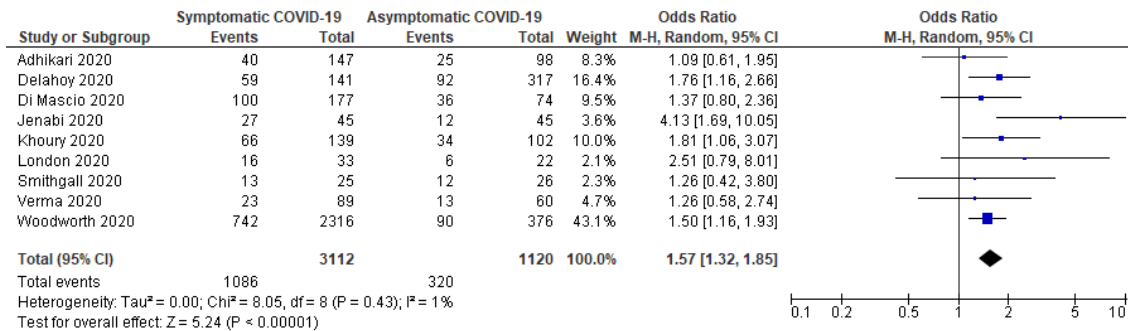 Symptomatic COVID-19 Asymptomatic COVID-19 Odds Ratio Odds Ratio
Study or Subgroup Events Total Events Total Weight M-H, Random, 95% CI M-H, Random, 95% CI
Adhikari 2020 40 147 25 98 8.3% 1.09 [0.61, 1.95]
Delahoy 2020 59 141 92 317 16.4% 1.76 [1.16, 2.66]
Di Mascio 2020 100 177 36 74 9.5% 1.37 [0.80, 2.36]
Jenabi 2020 27 45 12 45 3.6% 4.13 [1.69, 10.05]
Khoury 2020 66 139 34 102 10.0% 1.81 [1.06, 3.07]
London 2020 16 33 6 22 2.1% 2.51 [0.79, 8.01]
Smithgall 2020 13 25 12 26 2.3% 1.26 [0.42, 3.80]
Verma 2020 23 89 13 60 4.7% 1.26 [0.58, 2.74]
Woodworth 2020 742 2316 90 376 43.1% 1.50 [1.16, 1.93]
Total (95% CI) 3112 1120 100.0% 1.57 [1.32, 1.85]
Total events 1086 320
Heterogeneity: Tau² = 0.00; Chi² = 8.05, df = 8 (P = 0.43); I² = 1%
Test for overall effect: Z = 5.24 (P < 0.00001)
0.1 0.2 0.5 1 2 5 10